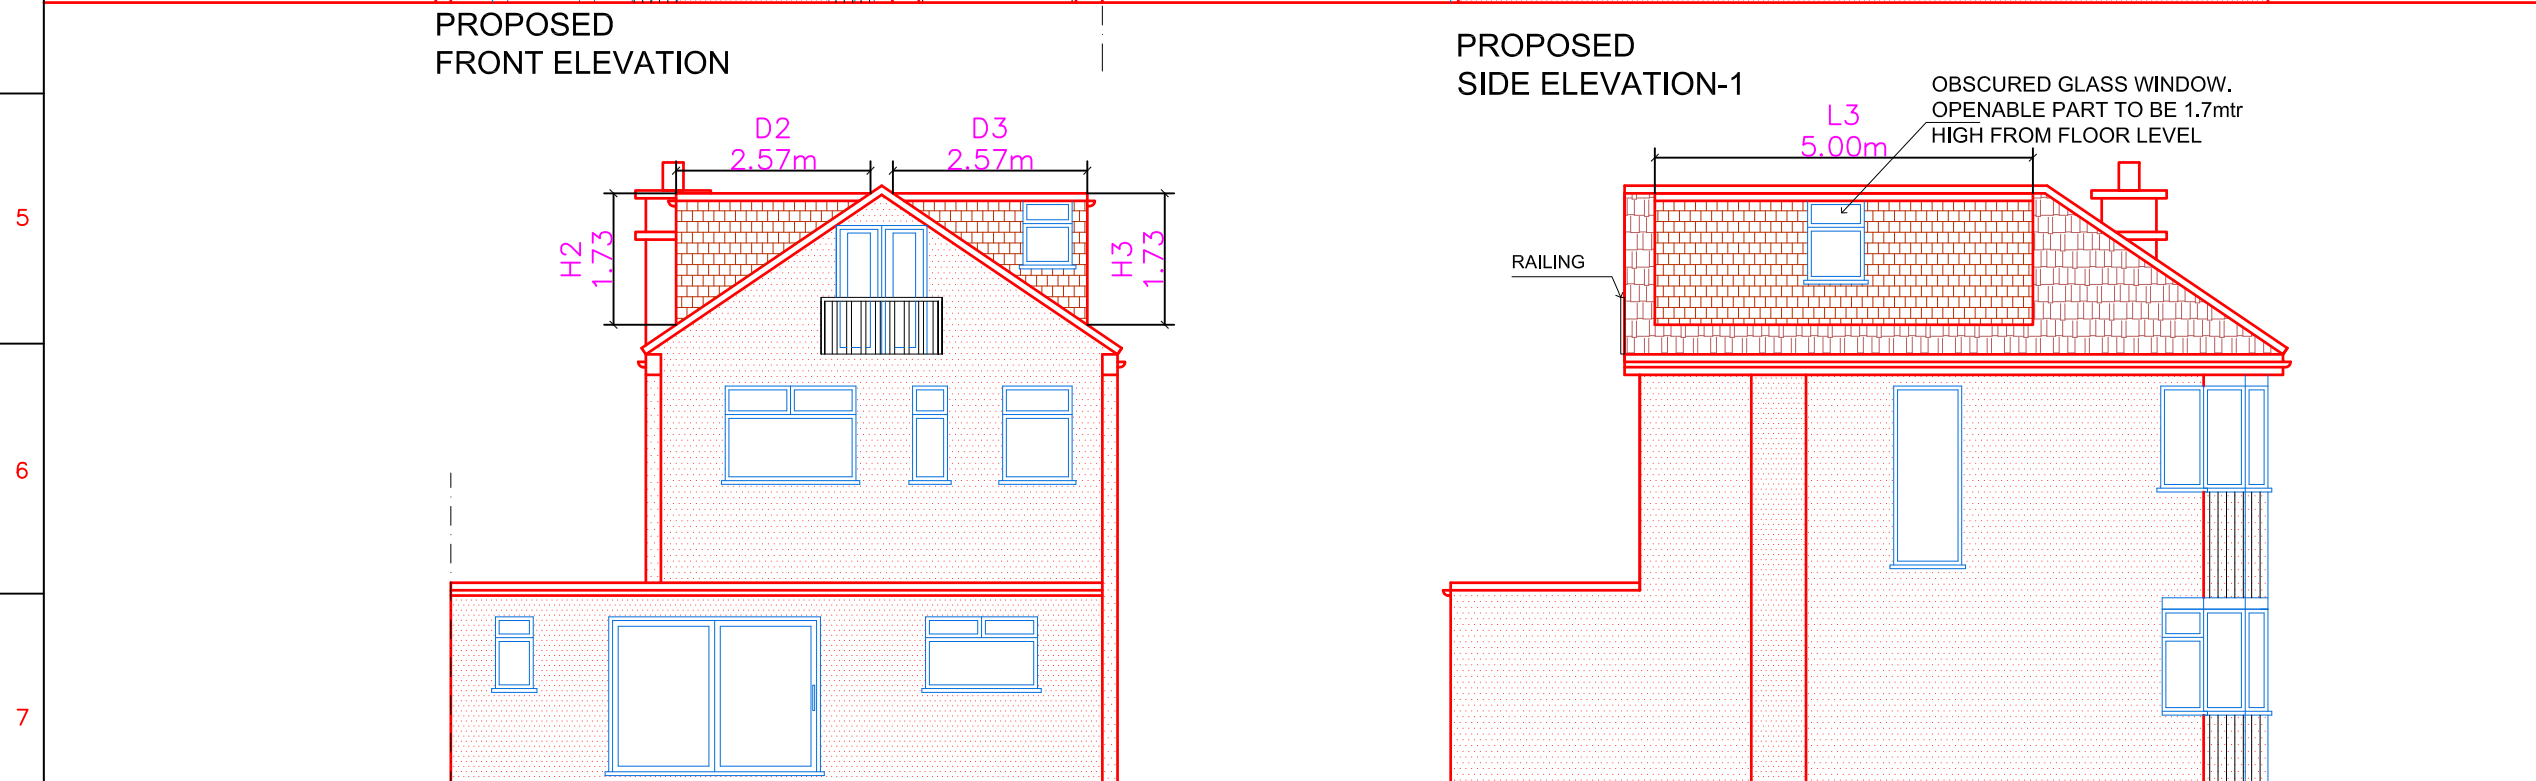 PROPOSED
FRONT ELEVATION
PROPOSED
SIDE ELEVATION-1
OBSCURED GLASS WINDOW.
OPENABLE PART TO BE 1.7mtr
HIGH FROM FLOOR LEVEL
D2
2.57m
D3
2.57m
L3
5.00m
5
H2
1.73
H3
1.73
RAILING
6
7